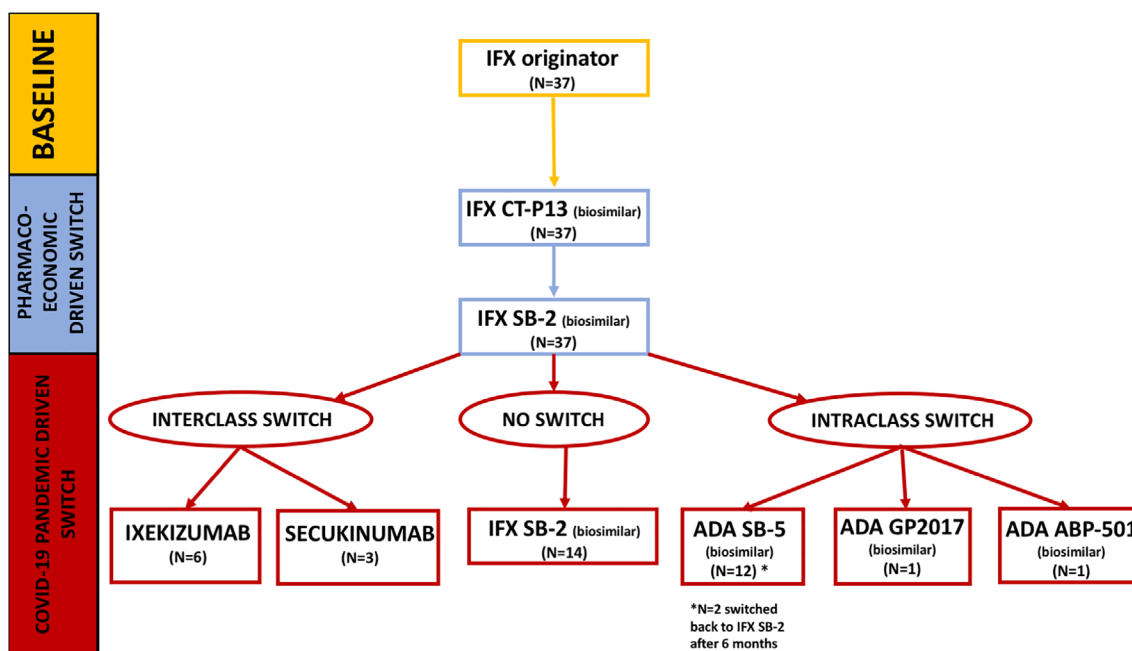 BASELINE
IFX originator
(N=37)
PHARMACO-
ECONOMIC
DRIVEN SWITCH
IFX CT-P13 (biosimilar)
(N=37)
IFX SB-2 (biosimilar)
(N=37)
COVID-19 PANDEMIC DRIVEN
SWITCH
INTERCLASS SWITCH
NO SWITCH
INTRACLASS SWITCH
IXEKIZUMAB
(N=6)
SECUKINUMAB
(N=3)
IFX SB-2 (biosimilar)
(N=14)
ADA SB-5
(biosimilar)
(N=12) *
ADA GP2017
(biosimilar)
(N=1)
ADA ABP-501
(biosimilar)
(N=1)
*N=2 switched
back to IFX SB-2
after 6 months